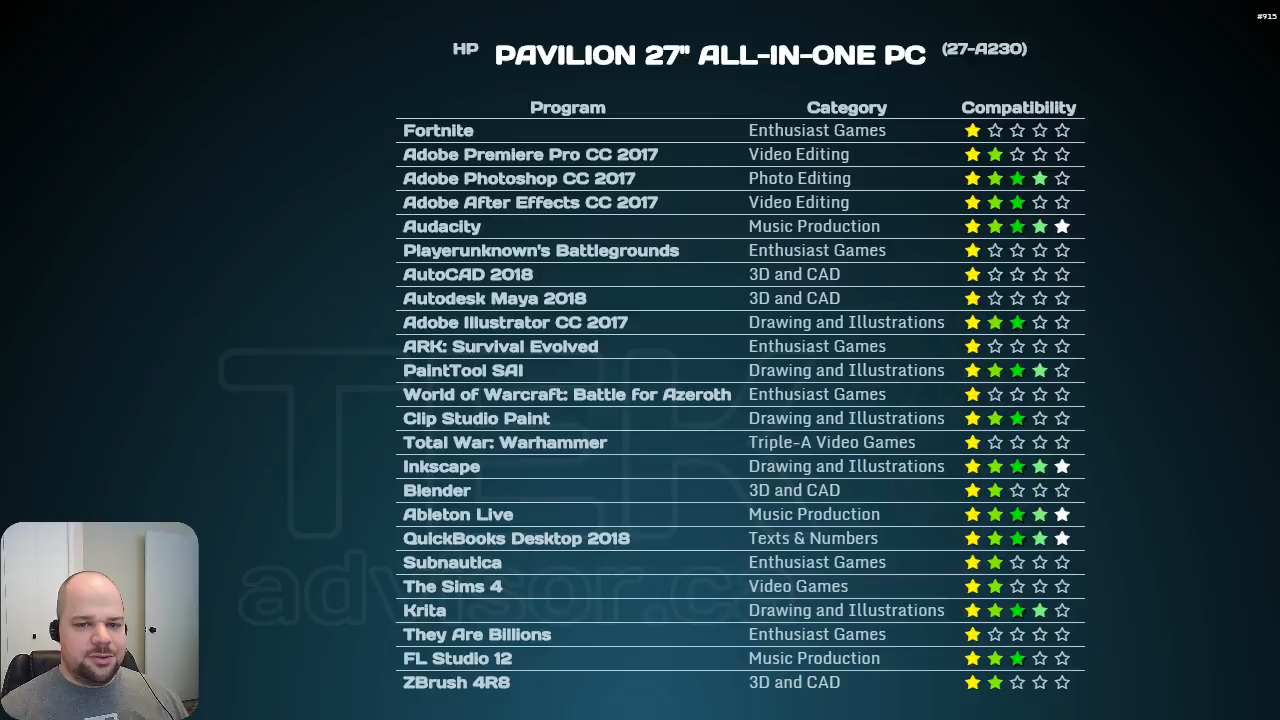 #915
HP PAVILION 27" ALL-IN-ONE PC (27-A230)
Program Category Compatibility
Fortnite Enthusiast Games
Adobe Premiere Pro CC 2017 Video Editing
Adobe Photoshop CC 2017 Photo Editing
Adobe After Effects CC 2017 Video Editing
Audacity Music Production
Playerunknown's Battlegrounds Enthusiast Games
AutoCAD 2018 3D and CAD
Autodesk Maya 2018 3D and CAD
Adobe Illustrator CC 2017 Drawing and Illustrations
ARK: Survival Evolved Enthusiast Games
PaintTool SAI Drawing and Illustrations
World of Warcraft: Battle for Azeroth Enthusiast Games
Clip Studio Paint Drawing and Illustrations
Total War: Warhammer Triple-A Video Games
Inkscape Drawing and Illustrations
Blender 3D and CAD
Ableton Live Music Production
QuickBooks Desktop 2018 Texts & Numbers
Subnautica Enthusiast Games
The Sims 4 Video Games
Krita Drawing and Illustrations
They Are Billions Enthusiast Games
FL Studio 12 Music Production
ZBrush 4R8 3D and CAD